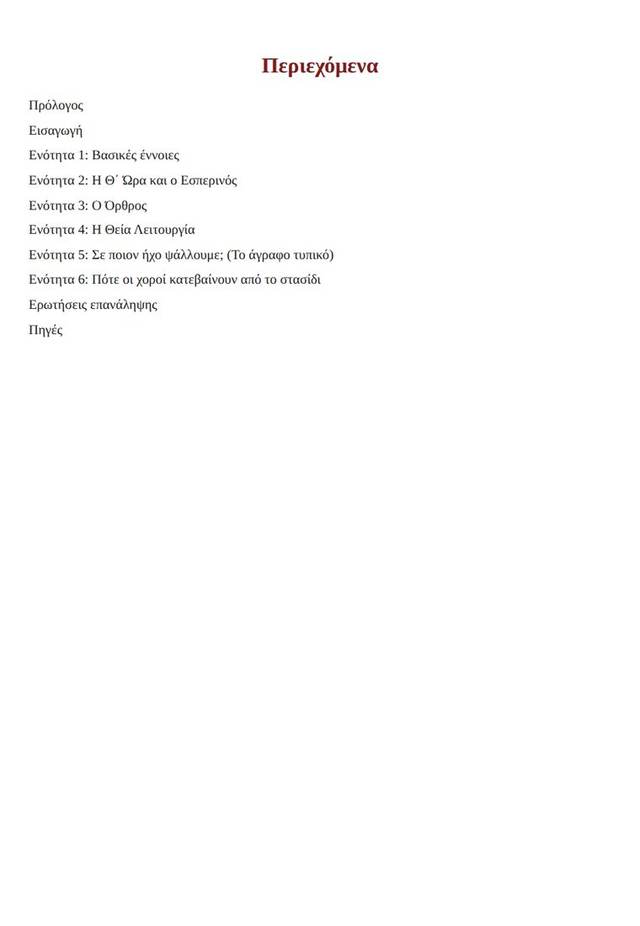 Περιεχόμενα
Πρόλογος
Εισαγωγή
Ενότητα 1: Βασικές έννοιες
Ενότητα 2: Η Θ΄ Ώρα και ο Εσπερινός
Ενότητα 3: Ο Όρθρος
Ενότητα 4: Η Θεία Λειτουργία
Ενότητα 5: Σε ποιον ήχο ψάλλουμε; (Το άγραφο τυπικό)
Ενότητα 6: Πότε οι χοροί κατεβαίνουν από το στασίδι
Ερωτήσεις επανάληψης
Πηγές